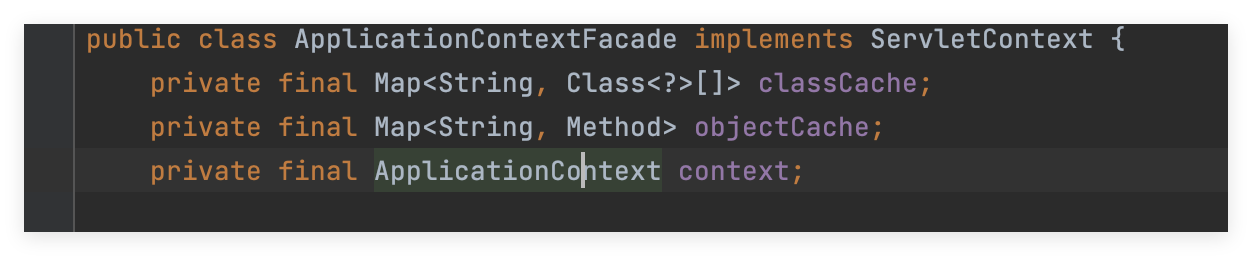 public class ApplicationContextFacade implements ServletContext {
    private final Map<String, Class<?>[]> classCache;
    private final Map<String, Method> objectCache;
    private final ApplicationContext context;